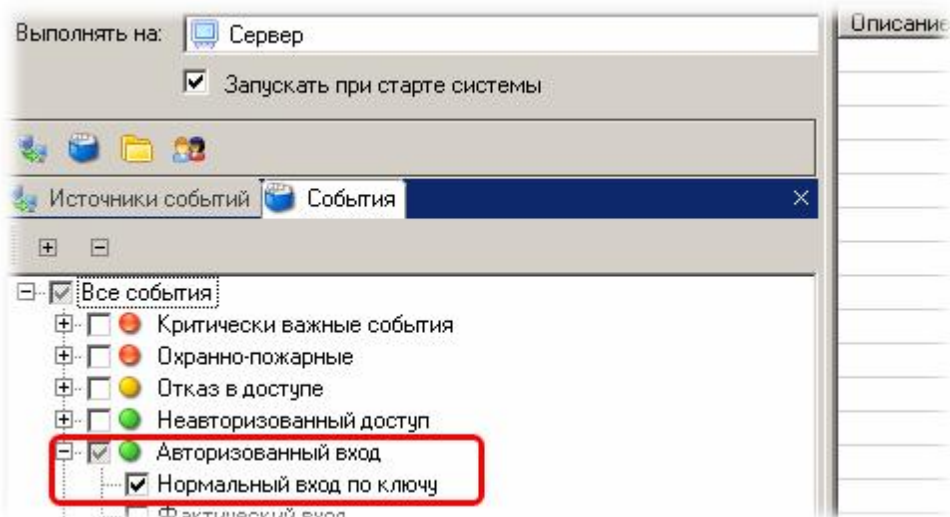 Выполнять на: Сервер
Описание
Запускать при старте системы
Источники событий События
Все события
Критически важные события
Охранно-пожарные
Отказ в доступе
Неавторизованный доступ
Авторизованный вход
Нормальный вход по ключу
Фактический вход